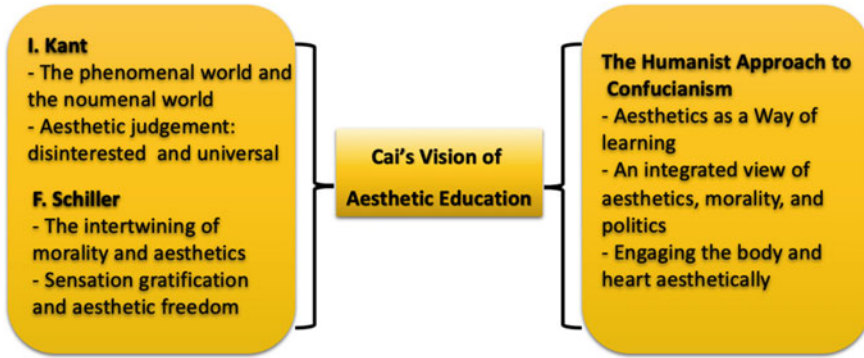 I. Kant
- The phenomenal world and
the noumenal world
- Aesthetic judgement:
disinterested and universal
F. Schiller
- The intertwining of
morality and aesthetics
- Sensation gratification
and aesthetic freedom
Cai's Vision of
Aesthetic Education
The Humanist Approach to
Confucianism
- Aesthetics as a Way of
learning
- An integrated view of
aesthetics, morality, and
politics
- Engaging the body and
heart aesthetically